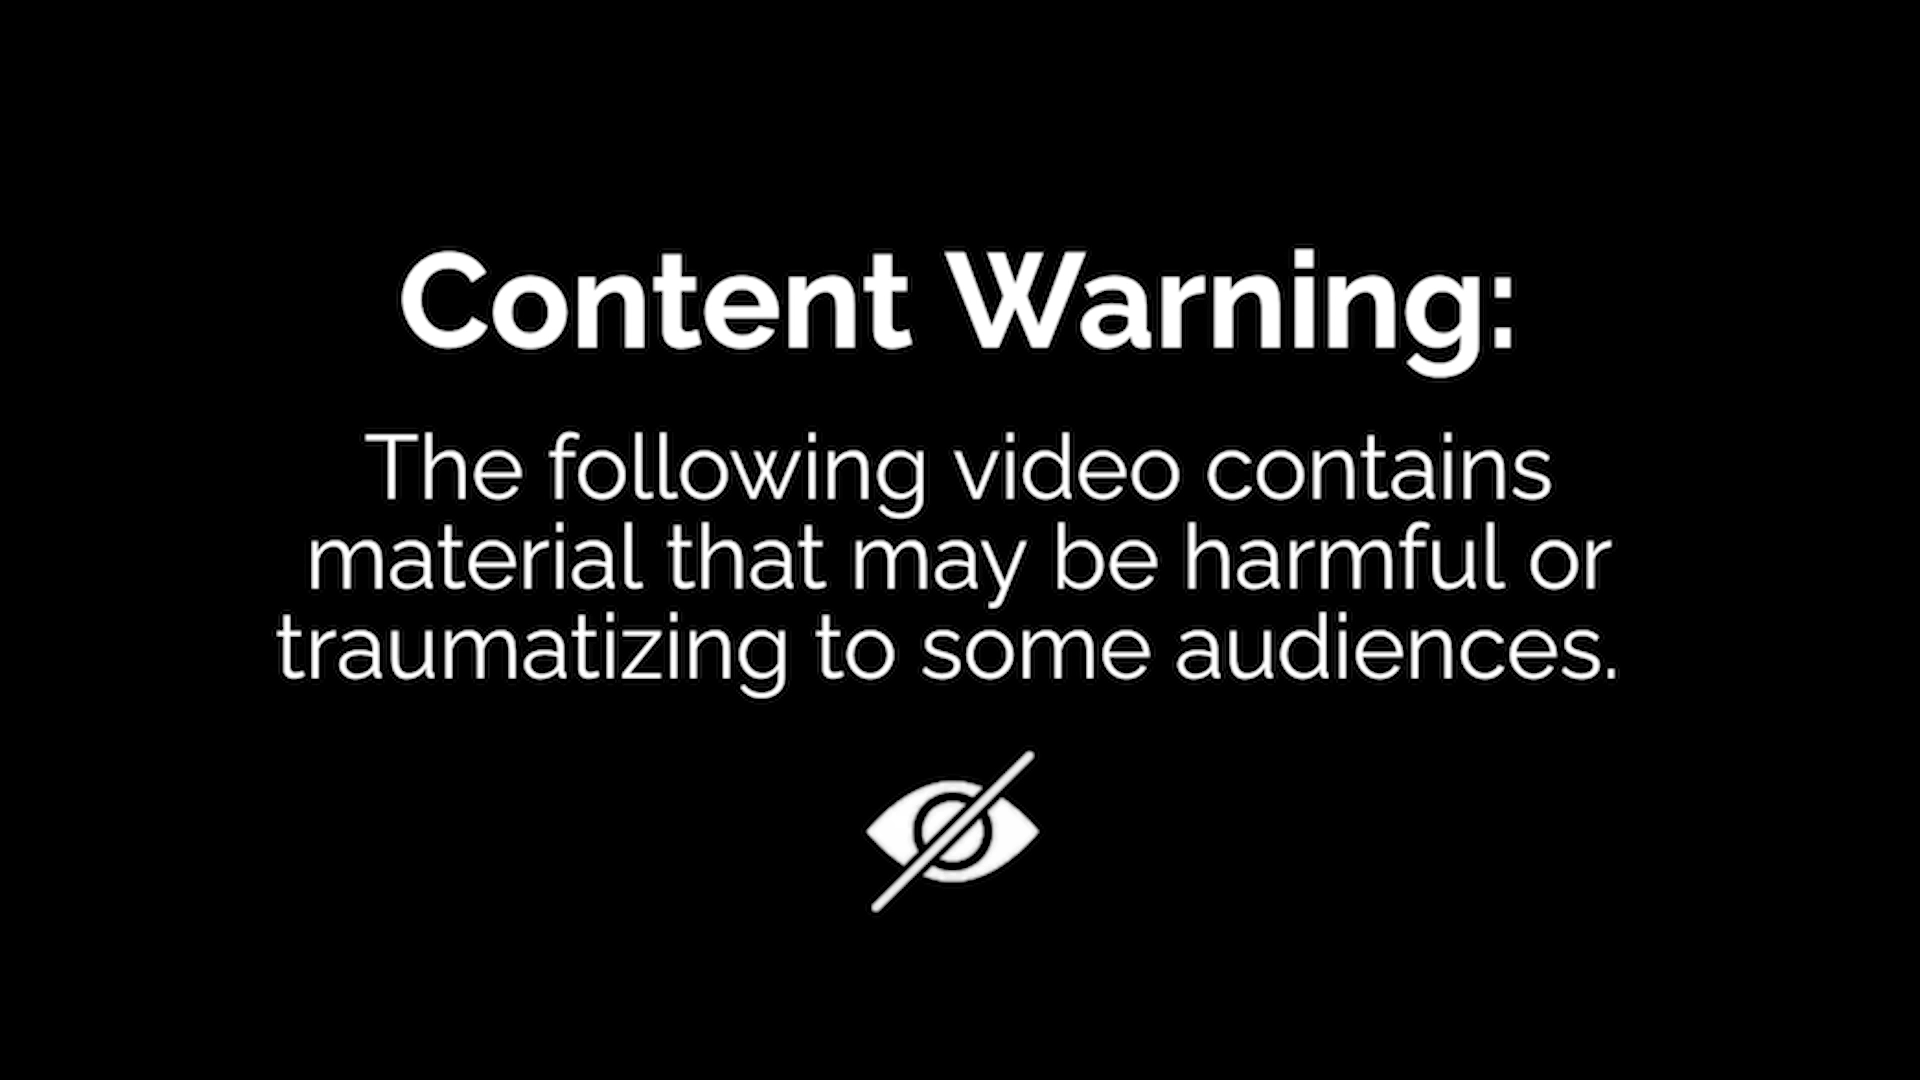 Content Warning:
The following video contains
material that may be harmful or
traumatizing to some audiences.